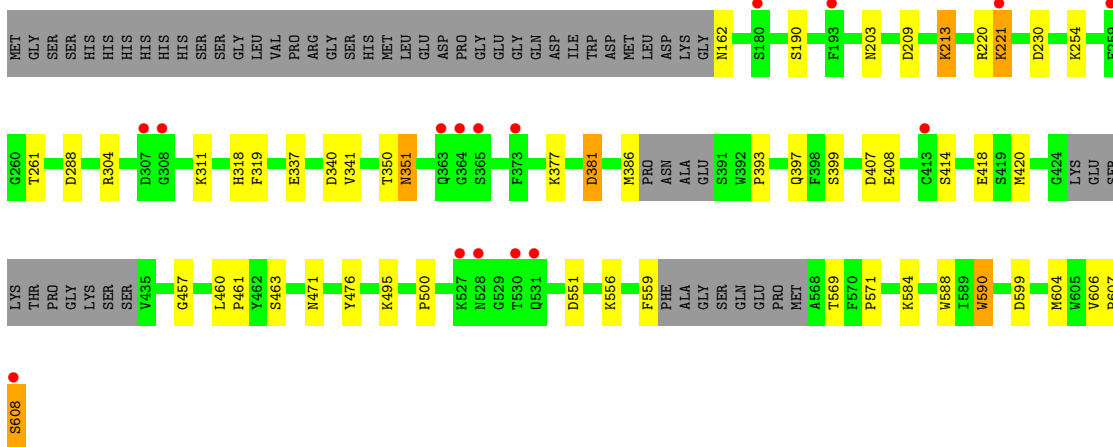 MET GLY SER SER HIS HIS HIS HIS HIS HIS SER SER GLY LEU VAL PRO ARG GLY SER HIS MET LEU GLU ASP PRO GLY GLU GLY GLN ASP ILE TRP ASP MET LEU ASP LYS GLY N162 S180 S190 F193 N203 D209 K213 R220 K221 D230 K254
G260 T261 D288 R304 D307 G308 K311 H318 F319 E337 D340 V341 T350 N351 Q363 G364 S365 F373 K377 D381 M386 PRO ASN ALA GLU S391 W392 P393 Q397 F398 S399 D407 E408 C413 S414 E418 S419 M420 G424 LYS GLU SER
LYS THR PRO GLY LYS SER SER V435 G457 L460 P461 Y462 S463 N471 Y476 K495 P500 K527 N528 G529 T530 Q531 D551 K556 F559 PHE ALA GLY SER GLN GLU PRO MET A568 T569 F570 P571 K584 W588 I589 W590 D599 M604 W605 V606
S608